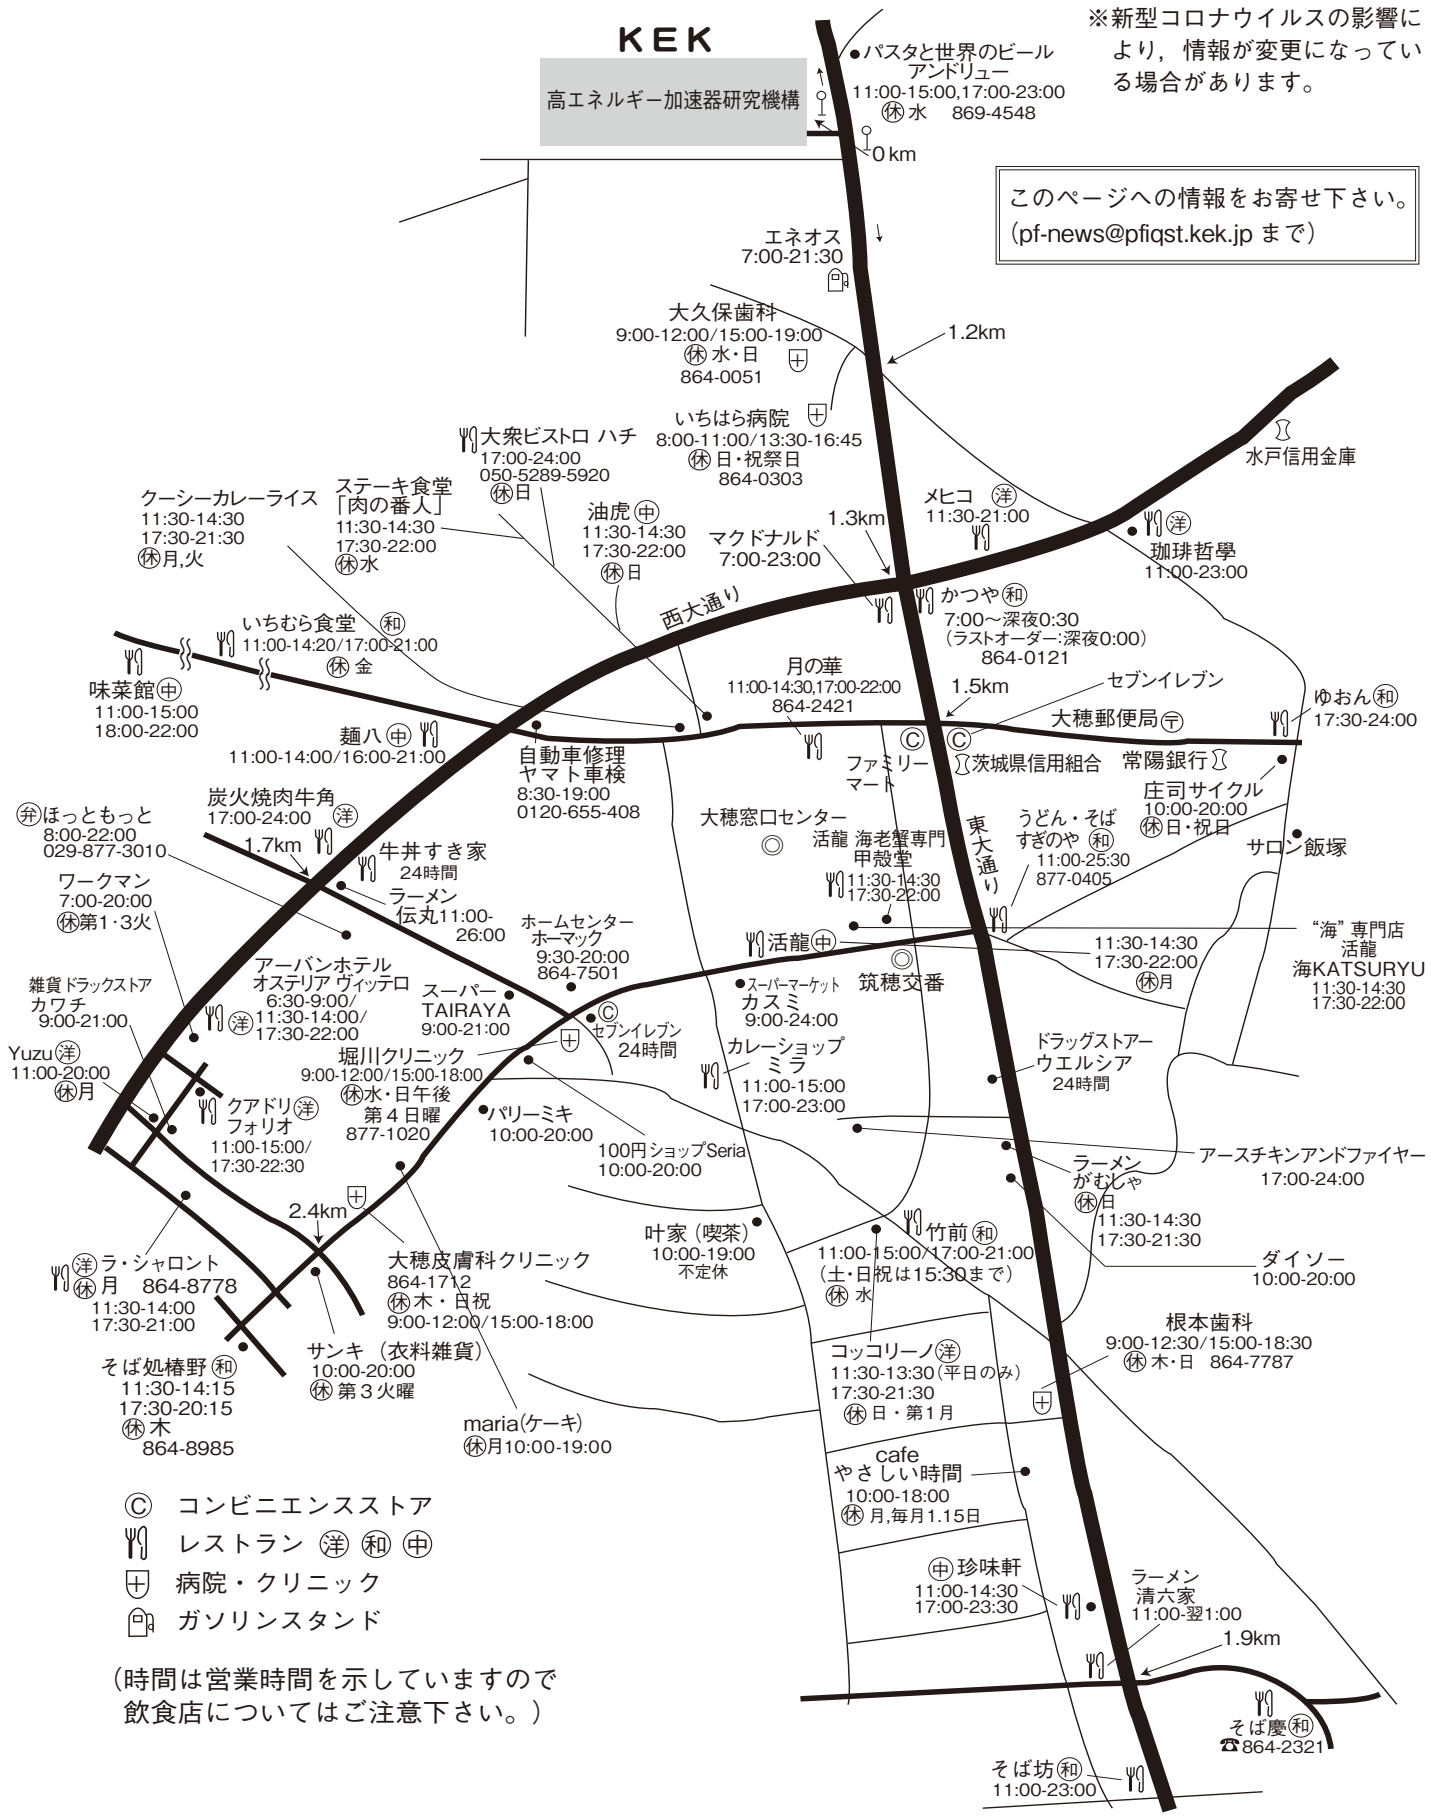 KEK
高エネルギー加速器研究機構
※新型コロナウイルスの影響に
より，情報が変更になってい
る場合があります。
パスタと世界のビール
アンドリュー
11:00-15:00,17:00-23:00
㊡水 869-4548
0 km
このページへの情報をお寄せ下さい。
(pf-news@pfiqst.kek.jp まで)
エネオス
7:00-21:30
大久保歯科
9:00-12:00/15:00-19:00
㊡水・日
864-0051
1.2km
いちはら病院
8:00-11:00/13:30-16:45
㊡日・祝祭日
864-0303
大衆ビストロ ハチ
17:00-24:00
050-5289-5920
㊡日
ステーキ食堂
「肉の番人」
11:30-14:30
17:30-22:00
㊡水
クーシーカレーライス
11:30-14:30
17:30-21:30
㊡月,火
油虎 ㊥
11:30-14:30
17:30-22:00
㊡日
マクドナルド
7:00-23:00
1.3km
メヒコ 洋
11:30-21:00
水戸信用金庫
洋
珈琲哲學
11:00-23:00
西大通り
かつや 和
7:00～深夜0:30
(ラストオーダー:深夜0:00)
864-0121
いちむら食堂 和
11:00-14:20/17:00-21:00
㊡金
味菜館 ㊥
11:00-15:00
18:00-22:00
麺八 ㊥
11:00-14:00/16:00-21:00
自動車修理
ヤマト車検
8:30-19:00
0120-655-408
月の華
11:00-14:30,17:00-22:00
864-2421
1.5km
セブンイレブン
Ⓒ
Ⓒ
ファミリー
マート
大穂郵便局 〒
茨城県信用組合
常陽銀行
ゆおん 和
17:30-24:00
庄司サイクル
10:00-20:00
㊡日・祝日
サロン飯塚
炭火焼肉牛角 洋
17:00-24:00
1.7km
弁 ほっともっと
8:00-22:00
029-877-3010
ワークマン
7:00-20:00
㊡第1・3火
牛丼すき家
24時間
ラーメン
伝丸11:00-
26:00
大穂窓口センター
◎
活龍 海老蟹専門
甲殻堂
11:30-14:30
17:30-22:00
東大通り
うどん・そば
すぎのや 和
11:00-25:30
877-0405
ホームセンター
ホーマック
9:30-20:00
864-7501
活龍 ㊥
11:30-14:30
17:30-22:00
㊡月
“海” 専門店
活龍
海KATSURYU
11:30-14:30
17:30-22:00
◎
筑穂交番
雑貨 ドラックストア
カワチ
9:00-21:00
アーバンホテル
オステリア ヴィッテロ
6:30-9:00/
11:30-14:00/
17:30-22:00
洋
スーパー
TAIRAYA
9:00-21:00
Ⓒ
セブンイレブン
24時間
スーパーマーケット
カスミ
9:00-24:00
カレーショップ
ミラ
11:00-15:00
17:00-23:00
ドラッグストアー
ウエルシア
24時間
Yuzu 洋
11:00-20:00
㊡月
堀川クリニック
9:00-12:00/15:00-18:00
㊡水・日午後
第４日曜
877-1020
クアドリ 洋
フォリオ
11:00-15:00/
17:30-22:30
パリーミキ
10:00-20:00
100円ショップSeria
10:00-20:00
アースチキンアンドファイヤー
17:00-24:00
ラーメン
がむしゃ
㊡日
11:30-14:30
17:30-21:30
2.4km
洋 ラ・シャロント
㊡月 864-8778
11:30-14:00
17:30-21:00
大穂皮膚科クリニック
864-1712
㊡木・日祝
9:00-12:00/15:00-18:00
叶家（喫茶）
10:00-19:00
不定休
竹前 和
11:00-15:00/17:00-21:00
(土・日祝は15:30まで)
㊡水
ダイソー
10:00-20:00
そば処椿野 和
11:30-14:15
17:30-20:15
㊡木
864-8985
サンキ（衣料雑貨）
10:00-20:00
㊡第３火曜
maria(ケーキ)
㊡月10:00-19:00
コッコリーノ 洋
11:30-13:30(平日のみ)
17:30-21:30
㊡日・第1月
根本歯科
9:00-12:30/15:00-18:30
㊡木・日 864-7787
cafe
やさしい時間
10:00-18:00
㊡月,毎月1.15日
Ⓒ コンビニエンスストア
レストラン 洋 和 ㊥
病院・クリニック
ガソリンスタンド
(時間は営業時間を示していますので
飲食店についてはご注意下さい。)
㊥ 珍味軒
11:00-14:30
17:00-23:30
ラーメン
清六家
11:00-翌1:00
1.9km
そば慶 和
☎864-2321
そば坊 和
11:00-23:00